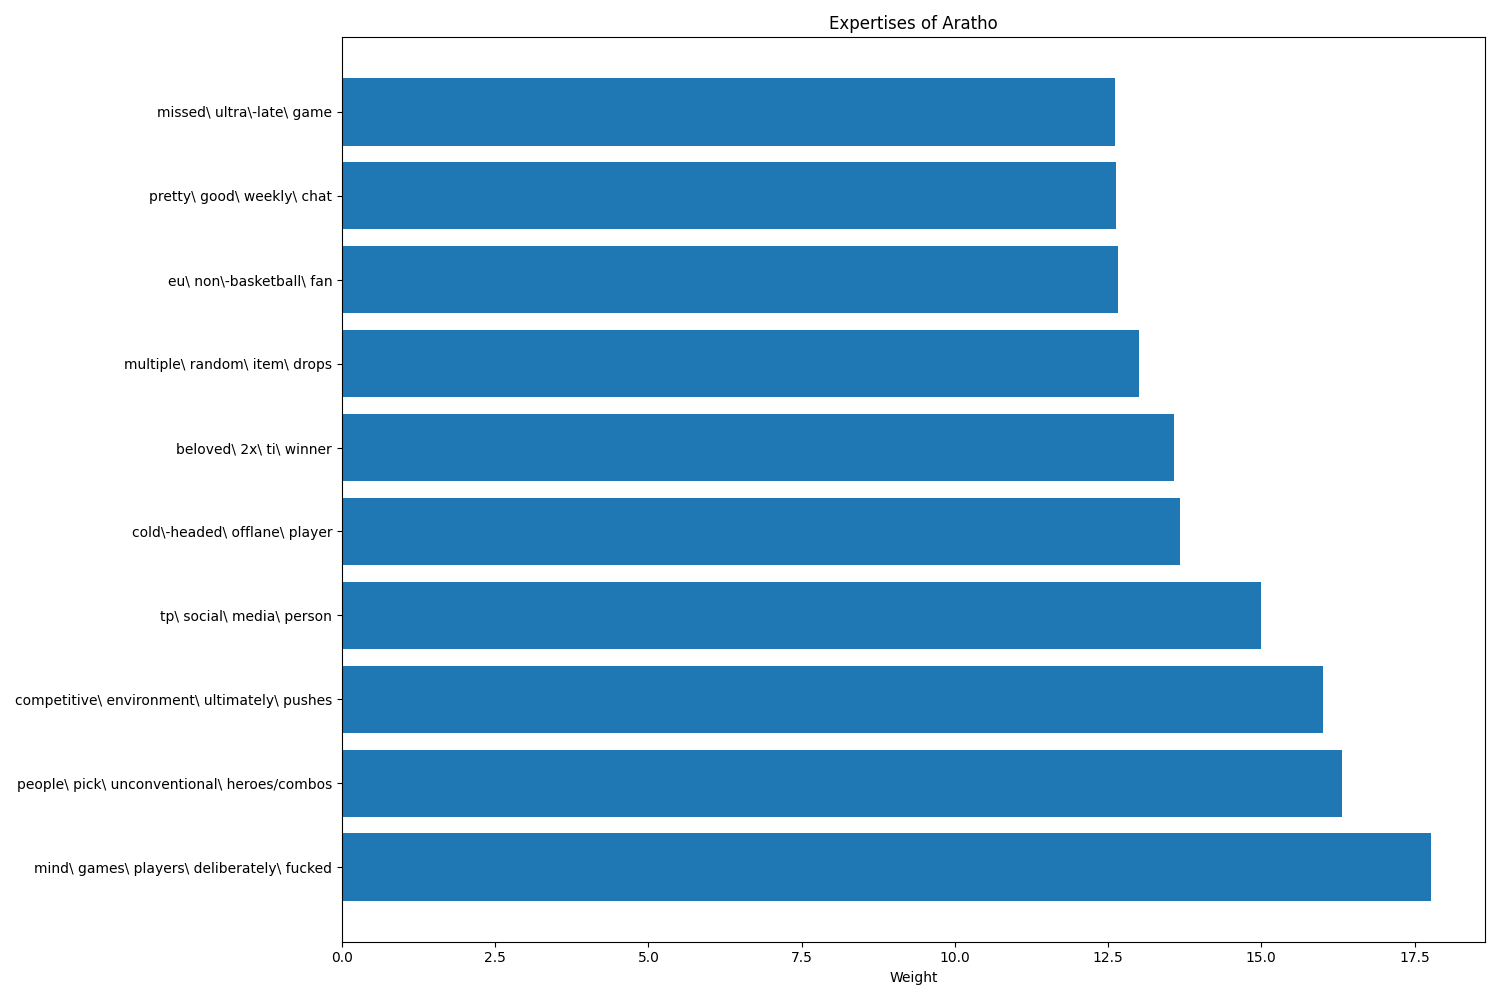 Expertises of Aratho
missed\ ultra\-late\ game
pretty\ good\ weekly\ chat
eu\ non\-basketball\ fan
multiple\ random\ item\ drops
beloved\ 2x\ ti\ winner
cold\-headed\ offlane\ player
tp\ social\ media\ person
competitive\ environment\ ultimately\ pushes
people\ pick\ unconventional\ heroes/combos
mind\ games\ players\ deliberately\ fucked
0.0 2.5 5.0 7.5 10.0 12.5 15.0 17.5
Weight